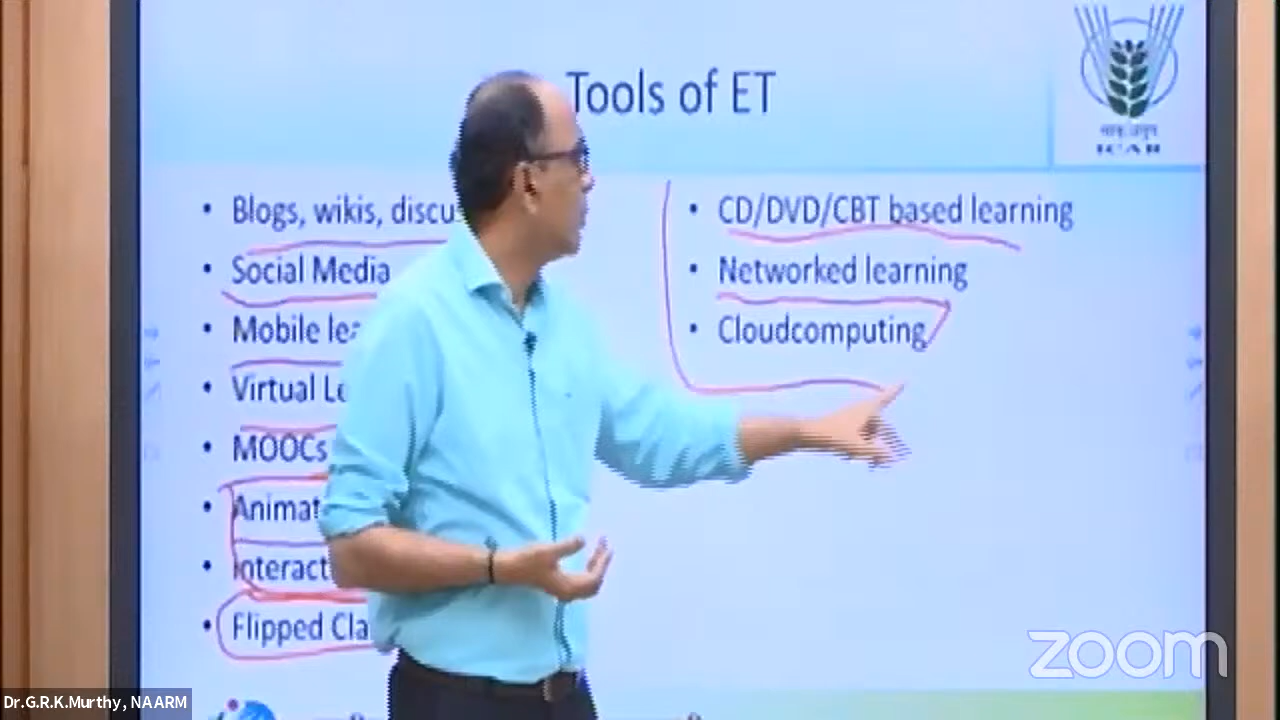 Tools of ET
ICAR
• Blogs, wikis, discu
• Social Media
• Mobile lea
• Virtual Le
• MOOCs
• Animat
• Interact
• Flipped Cla
• CD/DVD/CBT based learning
• Networked learning
• Cloudcomputing
zoom
Dr.G.R.K.Murthy, NAARM